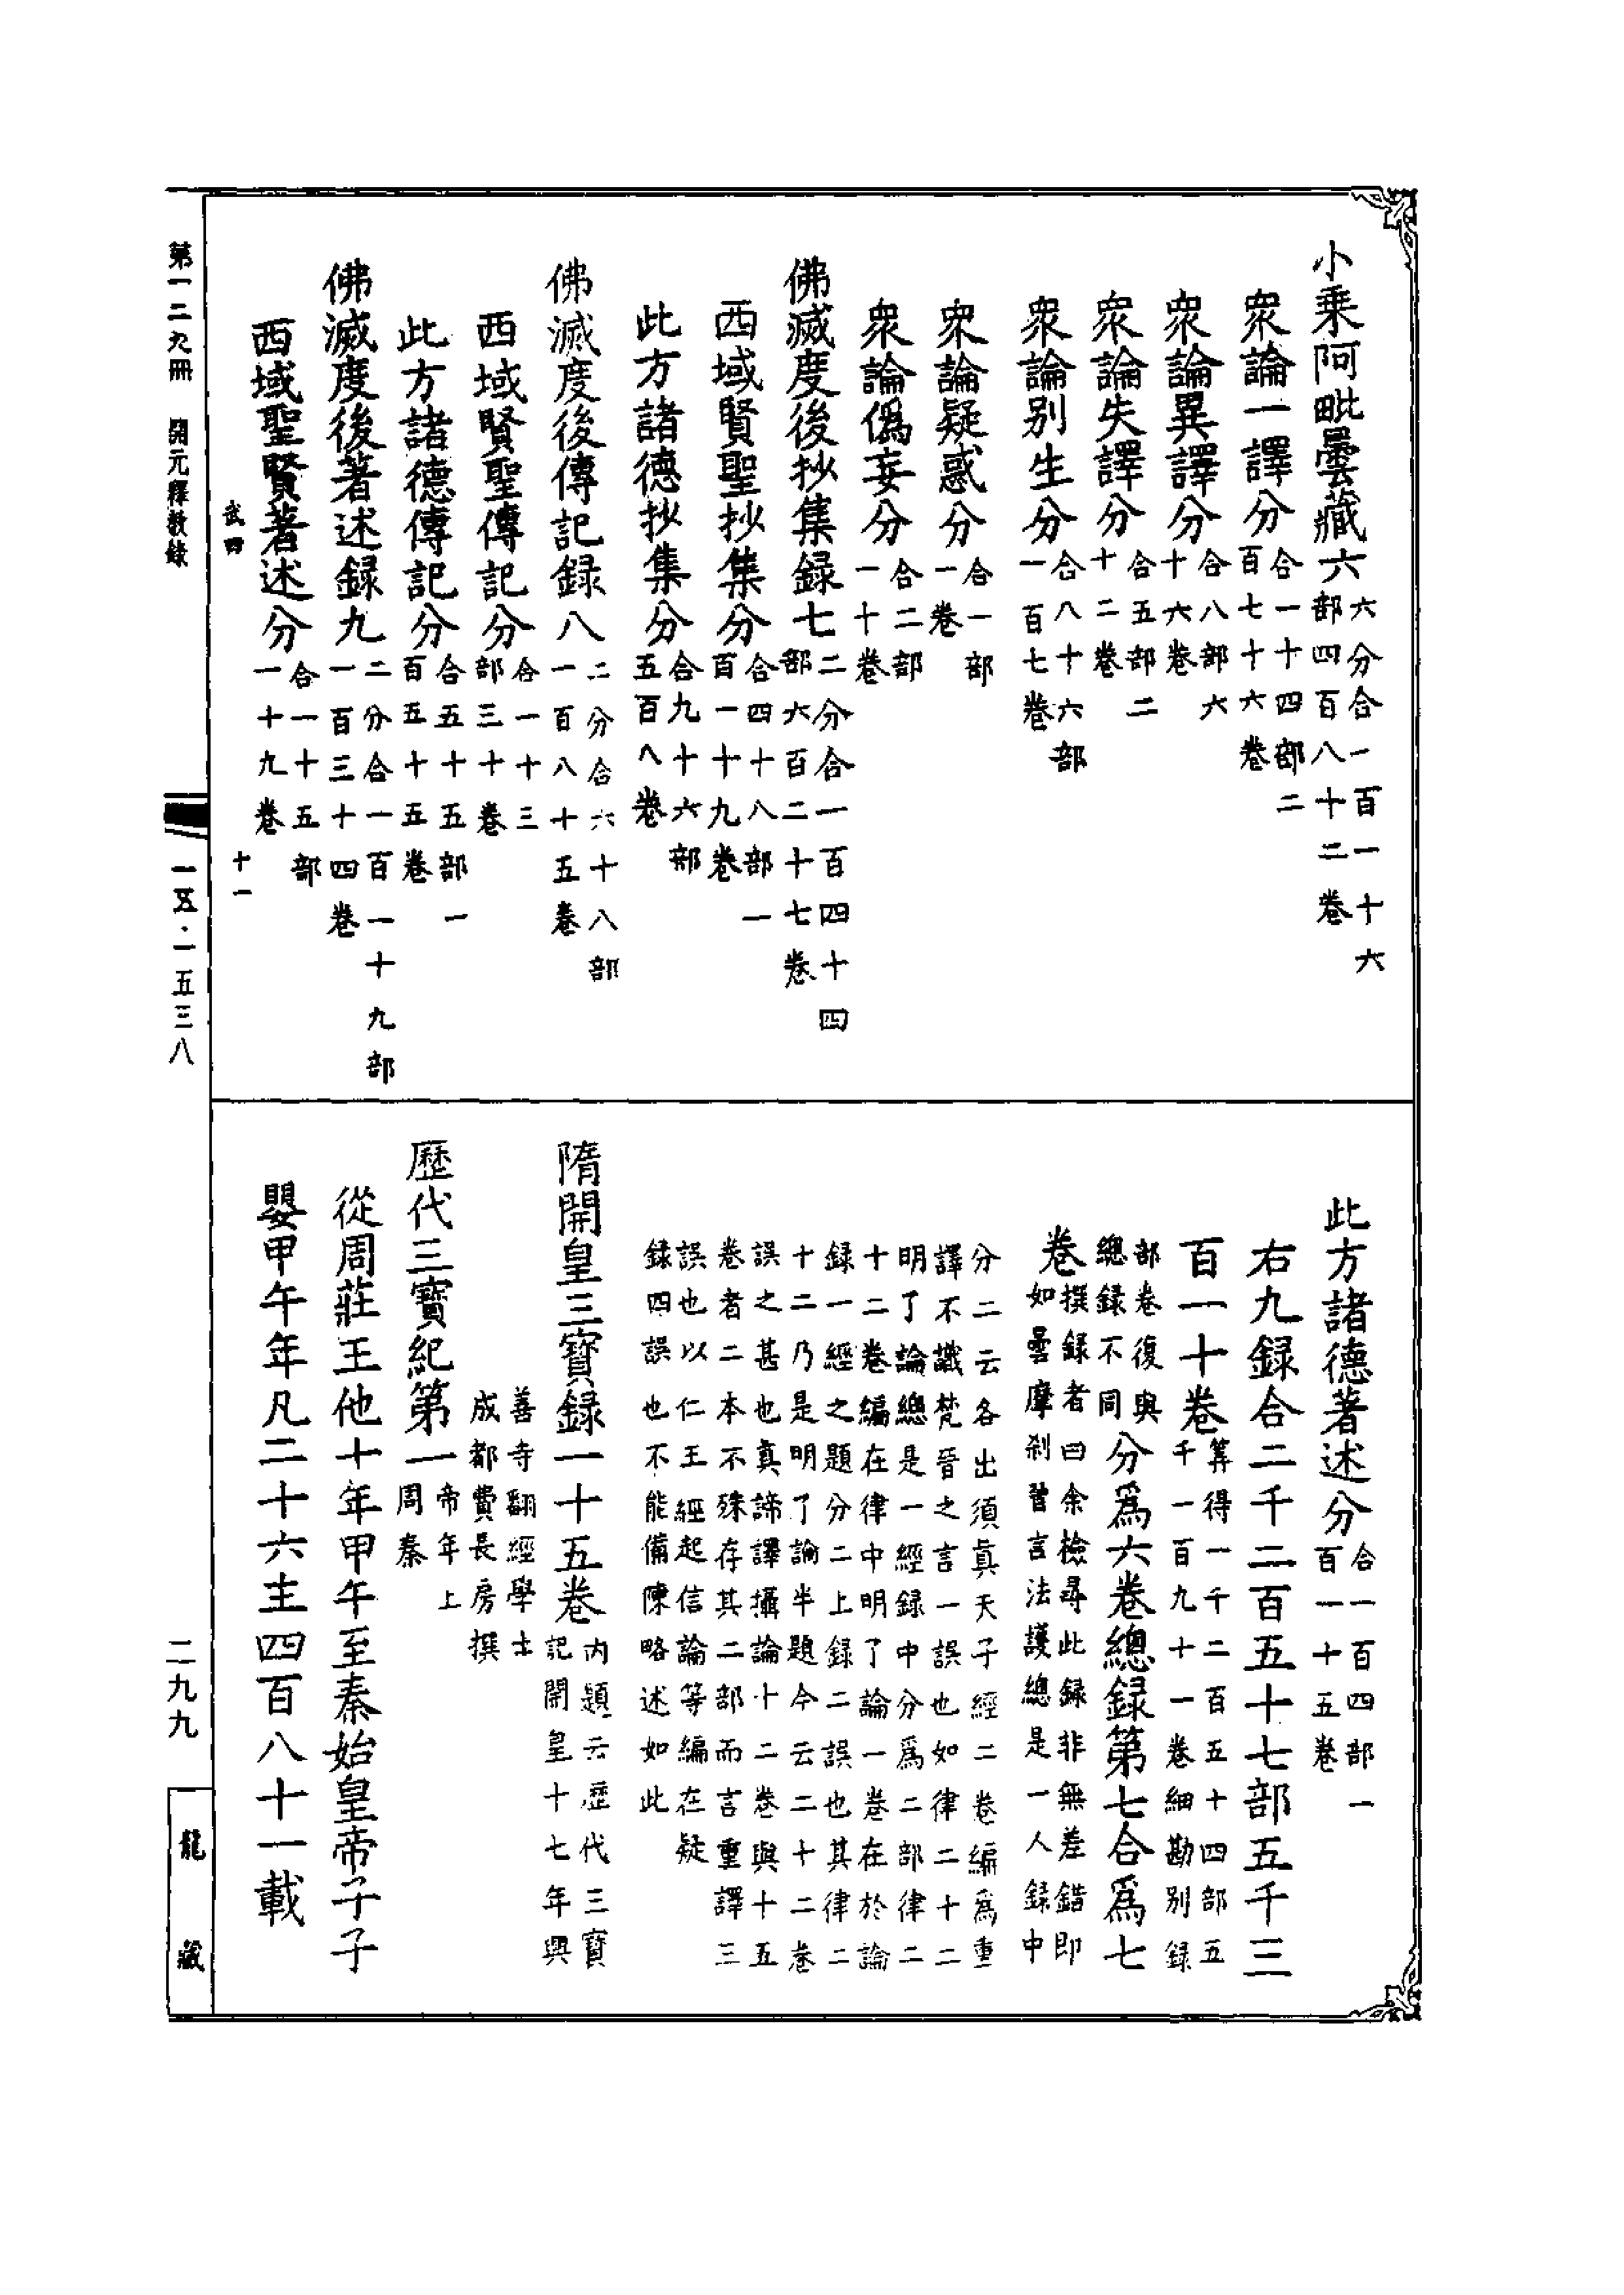 小乘阿毗曇藏六六分合一百一十六部四百八十二卷
衆論一譯分合一十四部二百七十六卷
衆論異譯分合八部六十六卷
衆論失譯分合五部二十二卷
衆論别生分合八十六部一百七卷
衆論疑惑分合一部一卷
衆論僞妄分合二部一十卷
佛滅度後抄集録七二分合一百四十四部六百二十七卷
西域賢聖抄集分合四十八部一百一十九卷
此方諸德抄集分合九十六部五百八卷
佛滅度後傳記録八二分合六十八部一百八十五卷
西域賢聖傳記分合一十三部三十卷
此方諸德傳記分合五十五部一百五十五卷
佛滅度後著述録九二分合一百一十九部一百三十四卷
西域聖賢著述分合一十五部一十九卷
武四 十一
此方諸德著述分合一百四部一百一十五卷
右九録合二千二百五十七部五千三
百一十卷筭得一千二百五十四部五千一百九十一卷細勘别録
部卷復與總録不同分爲六卷總録第七合爲七
卷撰録者曰余檢尋此録非無差錯即如曇摩刹晉言法護總是一人録中
分二云各出須真天子經二卷編爲重
譯不識梵晉之言一誤也如律二十二
明了論總是一經録中分爲二部律二
十二卷編在律中明了論一卷在於論
録一經之題分二上録二誤也其律二
十二乃是明了論半題今云二十二卷
誤之甚也真諦譯攝論十二卷與十五
卷者二本不殊存其二部而言重譯三
誤也以仁王經起信論等編在疑
録四誤也不能備陳略述如此
隋開皇三寶録一十五卷内題云歷代三寶記開皇十七年興
善寺翻經學士
成都費長房撰
歷代三寶紀第一帝年上周秦
從周莊王他十年甲午至秦始皇帝子子
嬰甲午年凡二十六主四百八十一載
第一二九冊 開元釋教錄
一五·一五三八
二九九
龍藏